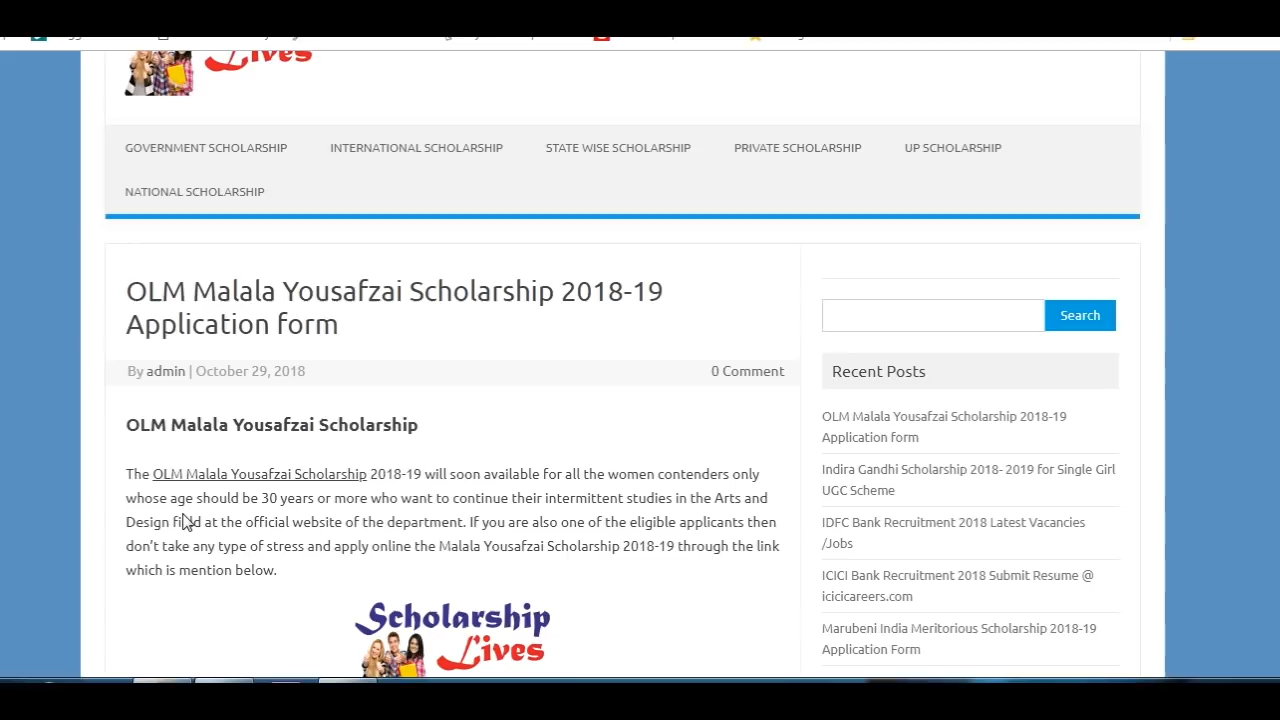 Lives
GOVERNMENT SCHOLARSHIP
INTERNATIONAL SCHOLARSHIP
STATE WISE SCHOLARSHIP
PRIVATE SCHOLARSHIP
UP SCHOLARSHIP
NATIONAL SCHOLARSHIP
OLM Malala Yousafzai Scholarship 2018-19
Application form
By admin | October 29, 2018
0 Comment
OLM Malala Yousafzai Scholarship
The OLM Malala Yousafzai Scholarship 2018-19 will soon available for all the women contenders only
whose age should be 30 years or more who want to continue their intermittent studies in the Arts and
Design field at the official website of the department. If you are also one of the eligible applicants then
don't take any type of stress and apply online the Malala Yousafzai Scholarship 2018-19 through the link
which is mention below.
Scholarship
Lives
Search
Recent Posts
OLM Malala Yousafzai Scholarship 2018-19
Application form
Indira Gandhi Scholarship 2018- 2019 for Single Girl
UGC Scheme
IDFC Bank Recruitment 2018 Latest Vacancies
/Jobs
ICICI Bank Recruitment 2018 Submit Resume @
icicicareers.com
Marubeni India Meritorious Scholarship 2018-19
Application Form